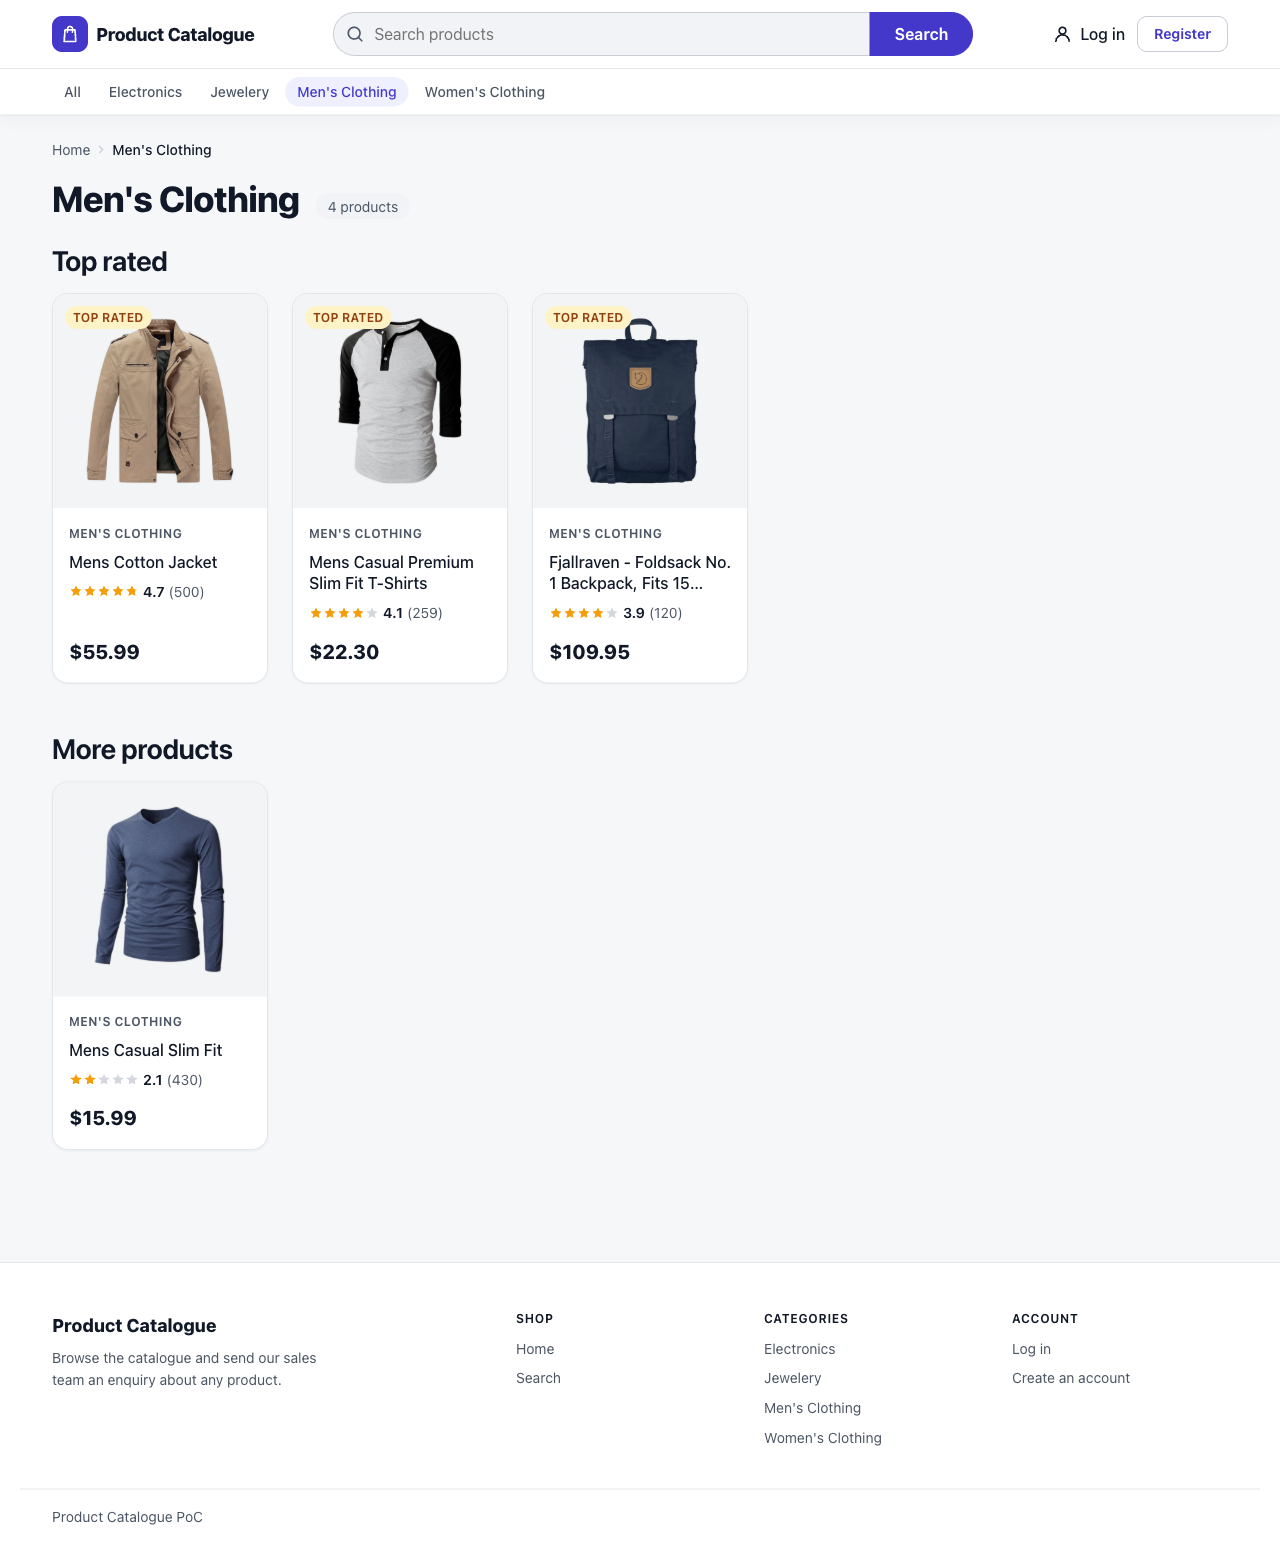 Product Catalogue
Search products
Search
Log in
Register
All
Electronics
Jewelery
Men's Clothing
Women's Clothing
Home
Men's Clothing
Men's Clothing
4 products
Top rated
TOP RATED
MEN'S CLOTHING
Mens Cotton Jacket
4.7 (500)
$55.99
TOP RATED
MEN'S CLOTHING
Mens Casual Premium
Slim Fit T-Shirts
4.1 (259)
$22.30
TOP RATED
MEN'S CLOTHING
Fjallraven - Foldsack No.
1 Backpack, Fits 15...
3.9 (120)
$109.95
More products
MEN'S CLOTHING
Mens Casual Slim Fit
2.1 (430)
$15.99
Product Catalogue
Browse the catalogue and send our sales
team an enquiry about any product.
SHOP
Home
Search
CATEGORIES
Electronics
Jewelery
Men's Clothing
Women's Clothing
ACCOUNT
Log in
Create an account
Product Catalogue PoC